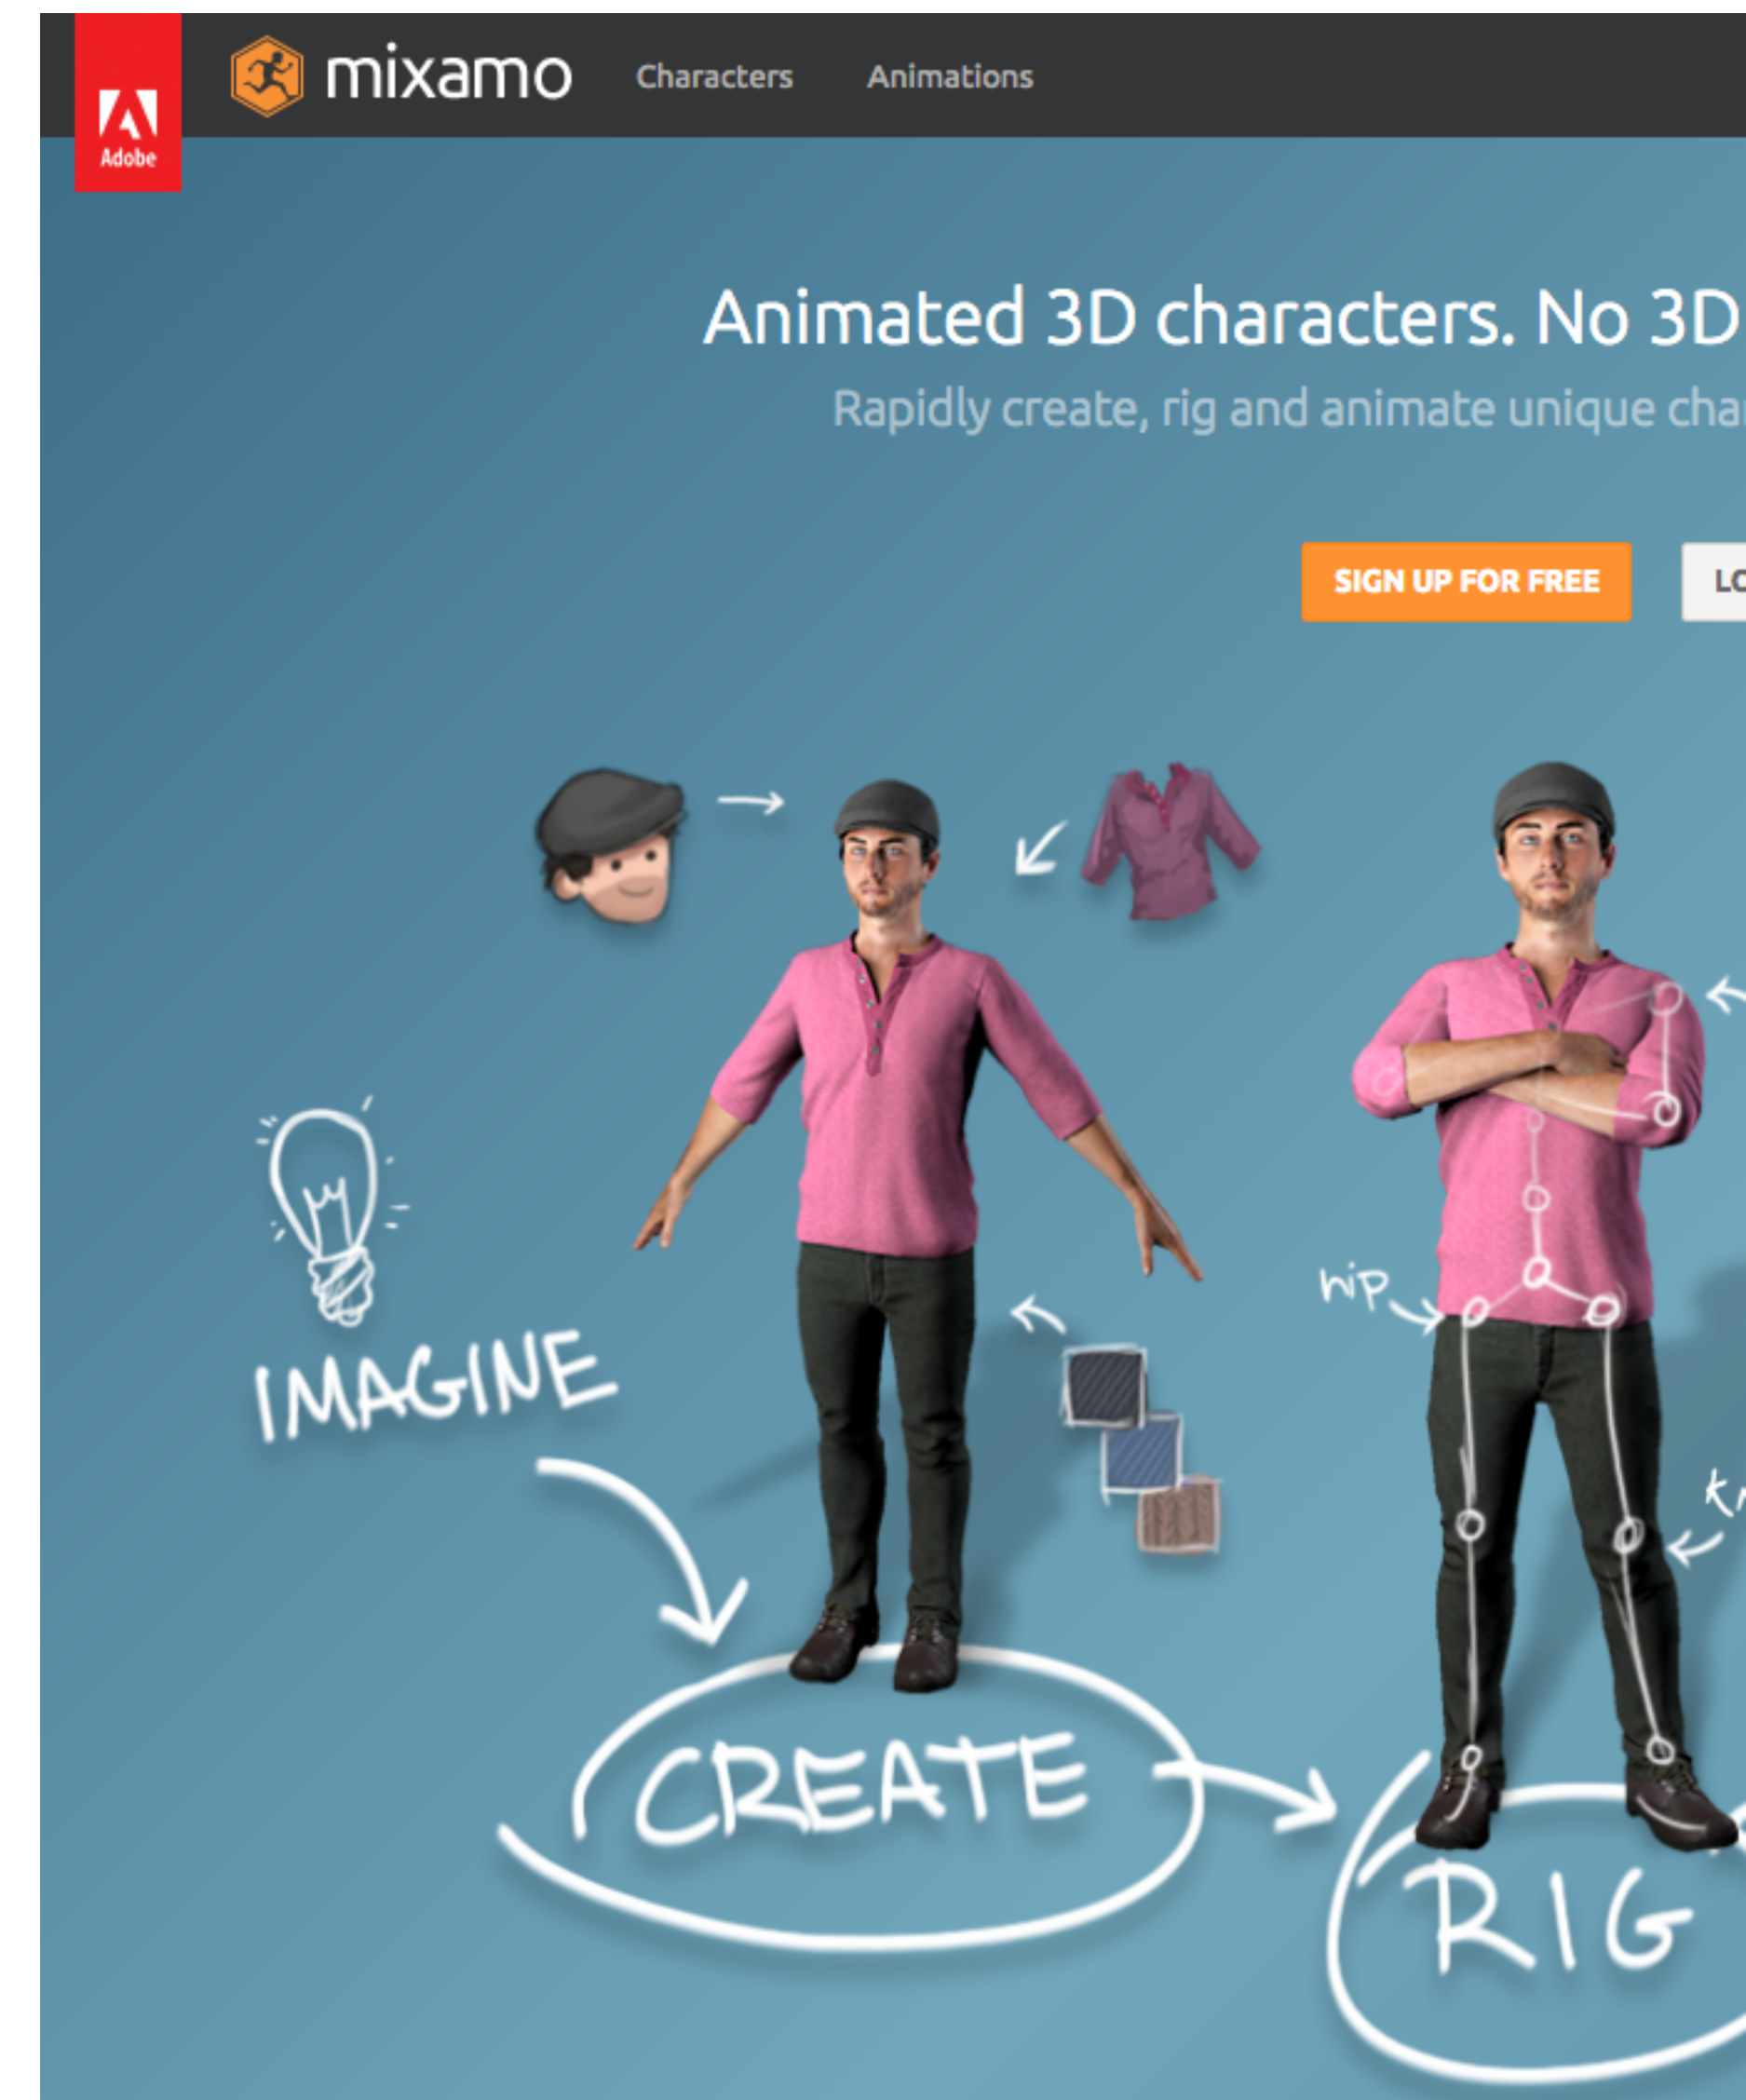 Adobe
mixamo
Characters
Animations
Animated 3D characters. No 3D
Rapidly create, rig and animate unique
SIGN UP FOR FREE
hip
IMAGINE
CREATE
RIG